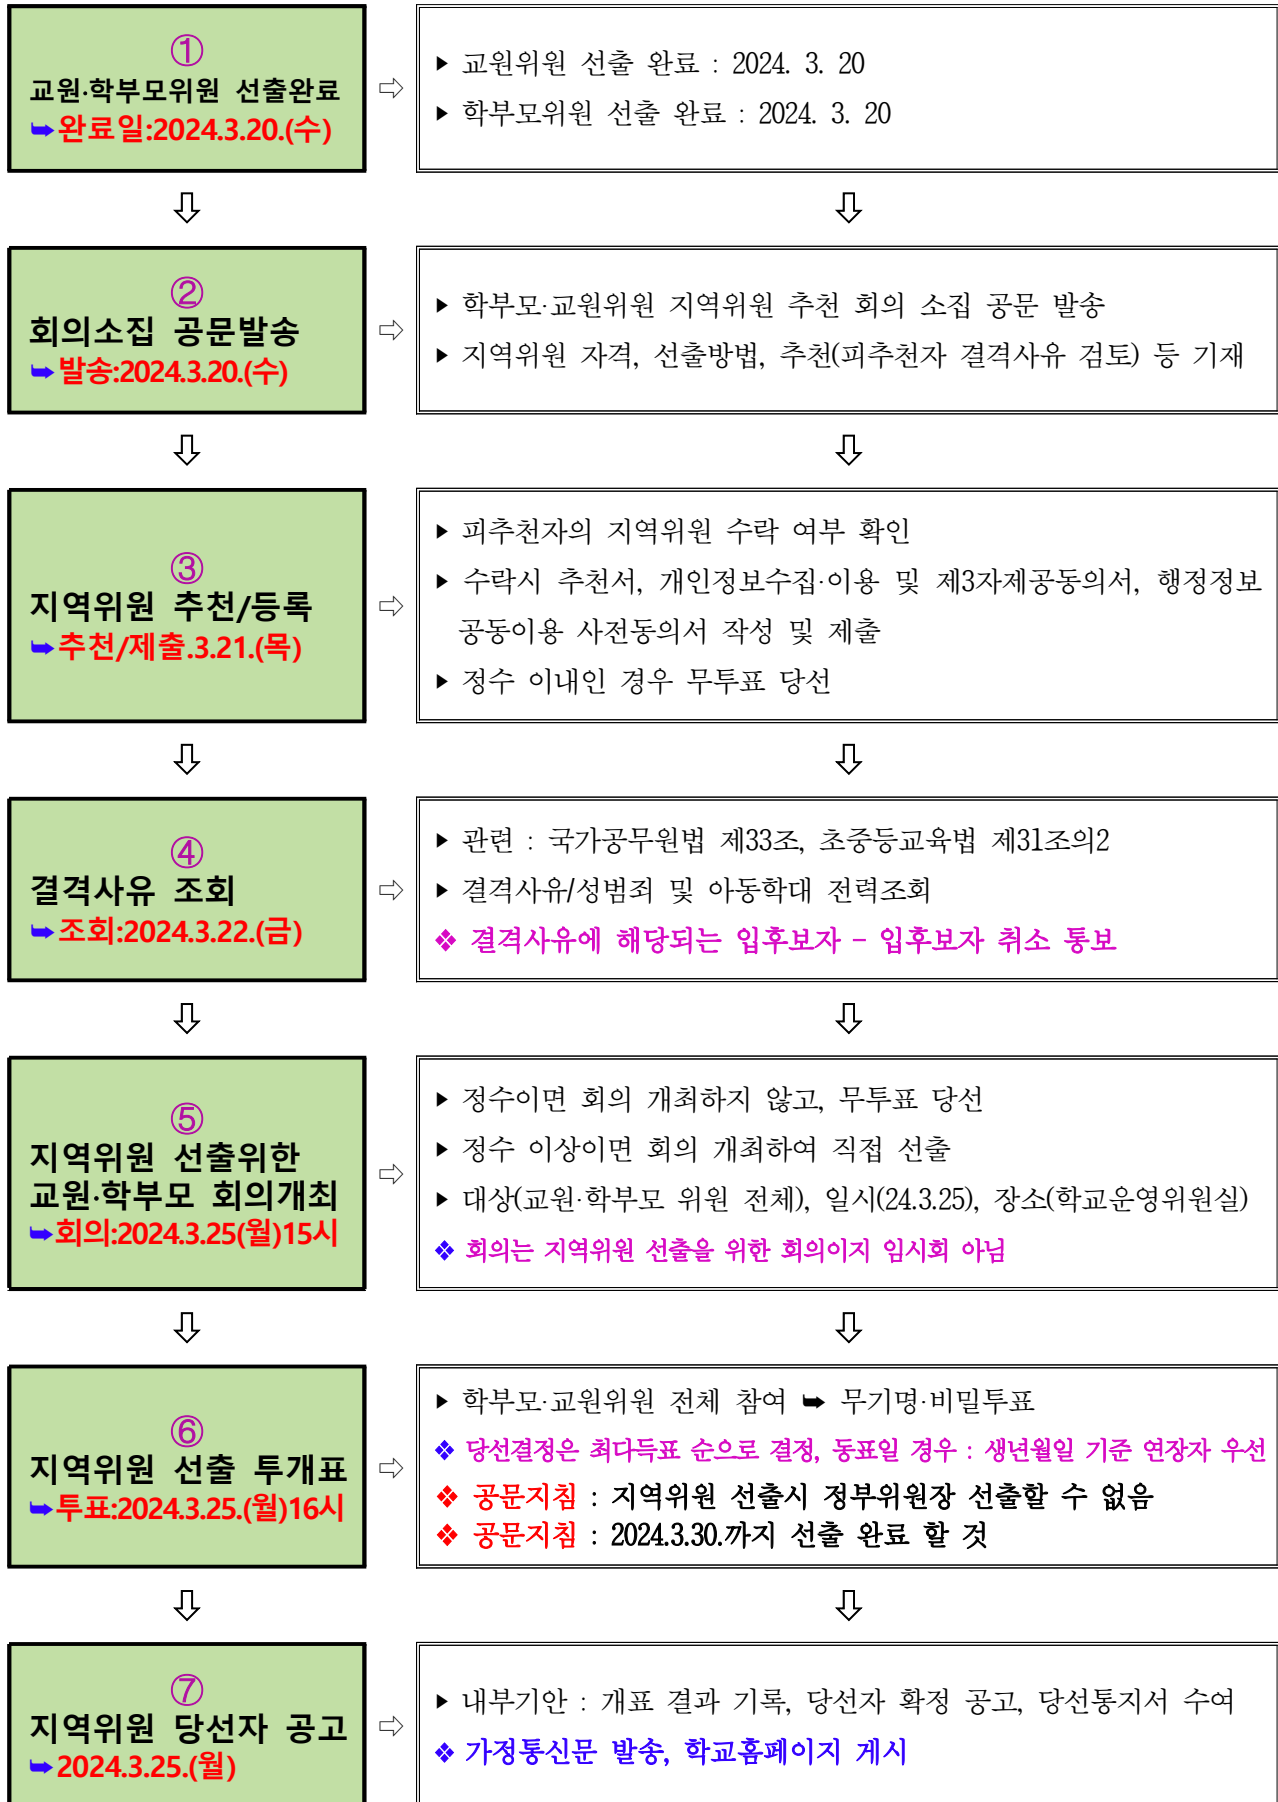 ①
교원·학부모위원 선출완료
➥완료일:2024.3.20.(수)
⇨
▸ 교원위원 선출 완료 : 2024. 3. 20
▸ 학부모위원 선출 완료 : 2024. 3. 20
②
회의소집 공문발송
➥발송:2024.3.20.(수)
⇨
▸ 학부모·교원위원 지역위원 추천 회의 소집 공문 발송
▸ 지역위원 자격, 선출방법, 추천(피추천자 결격사유 검토) 등 기재
③
지역위원 추천/등록
➥추천/제출.3.21.(목)
⇨
▸ 피추천자의 지역위원 수락 여부 확인
▸ 수락시 추천서, 개인정보수집·이용 및 제3자제공동의서, 행정정보
공동이용 사전동의서 작성 및 제출
▸ 정수 이내인 경우 무투표 당선
④
결격사유 조회
➥조회:2024.3.22.(금)
⇨
▸ 관련 : 국가공무원법 제33조, 초중등교육법 제31조의2
▸ 결격사유/성범죄 및 아동학대 전력조회
❖ 결격사유에 해당되는 입후보자 - 입후보자 취소 통보
⑤
지역위원 선출위한
교원·학부모 회의개최
➥회의:2024.3.25(월)15시
⇨
▸ 정수이면 회의 개최하지 않고, 무투표 당선
▸ 정수 이상이면 회의 개최하여 직접 선출
▸ 대상(교원·학부모 위원 전체), 일시(24.3.25), 장소(학교운영위원실)
❖ 회의는 지역위원 선출을 위한 회의이지 임시회 아님
⑥
지역위원 선출 투개표
➥투표:2024.3.25.(월)16시
⇨
▸ 학부모·교원위원 전체 참여 ➥ 무기명·비밀투표
❖ 당선결정은 최다득표 순으로 결정, 동표일 경우 : 생년월일 기준 연장자 우선
❖ 공문지침 : 지역위원 선출시 정부위원장 선출할 수 없음
❖ 공문지침 : 2024.3.30.까지 선출 완료 할 것
⑦
지역위원 당선자 공고
➥2024.3.25.(월)
⇨
▸ 내부기안 : 개표 결과 기록, 당선자 확정 공고, 당선통지서 수여
❖ 가정통신문 발송, 학교홈페이지 게시